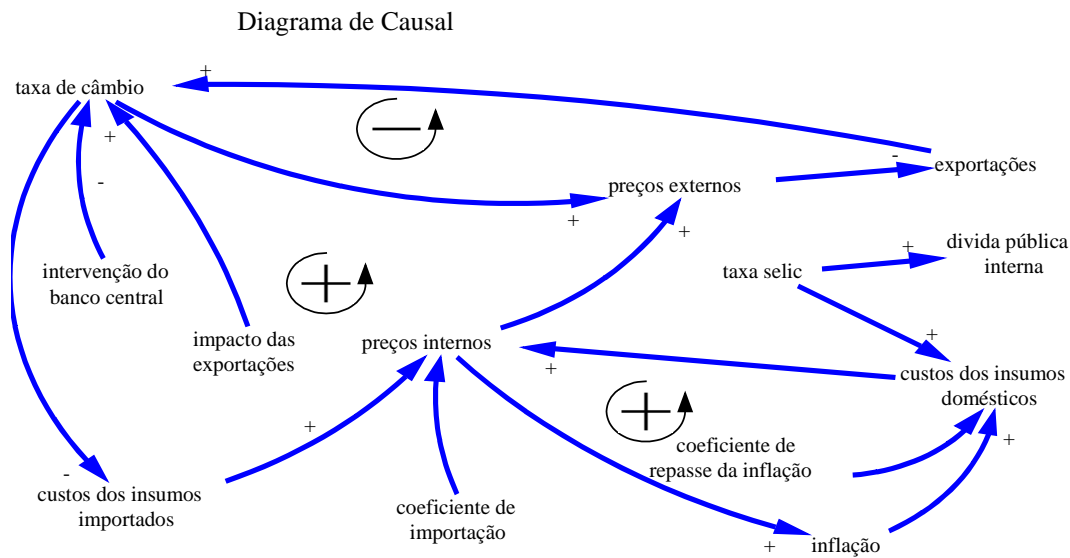 Diagrama de Causal
+
taxa de câmbio
+
-
-
exportações
preços externos
+
+
intervenção do
banco central
taxa selic
+
divida pública
interna
impacto das
exportações
preços internos
+
+
custos dos insumos
domésticos
+
coeficiente de
repasse da inflação
+
-
custos dos insumos
importados
coeficiente de
importação
+
inflação